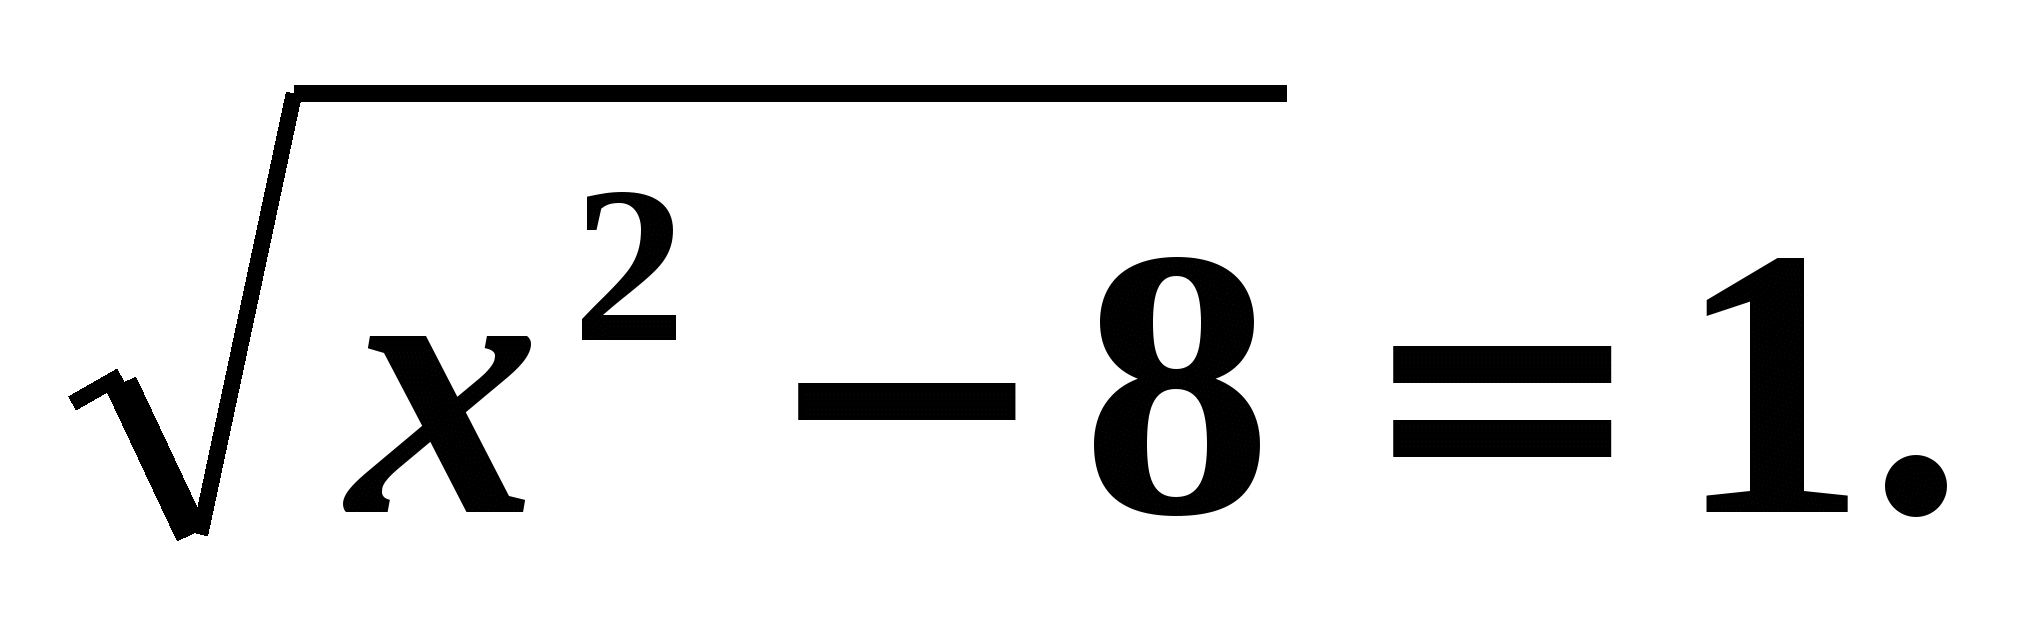 √(x² − 8) = 1.